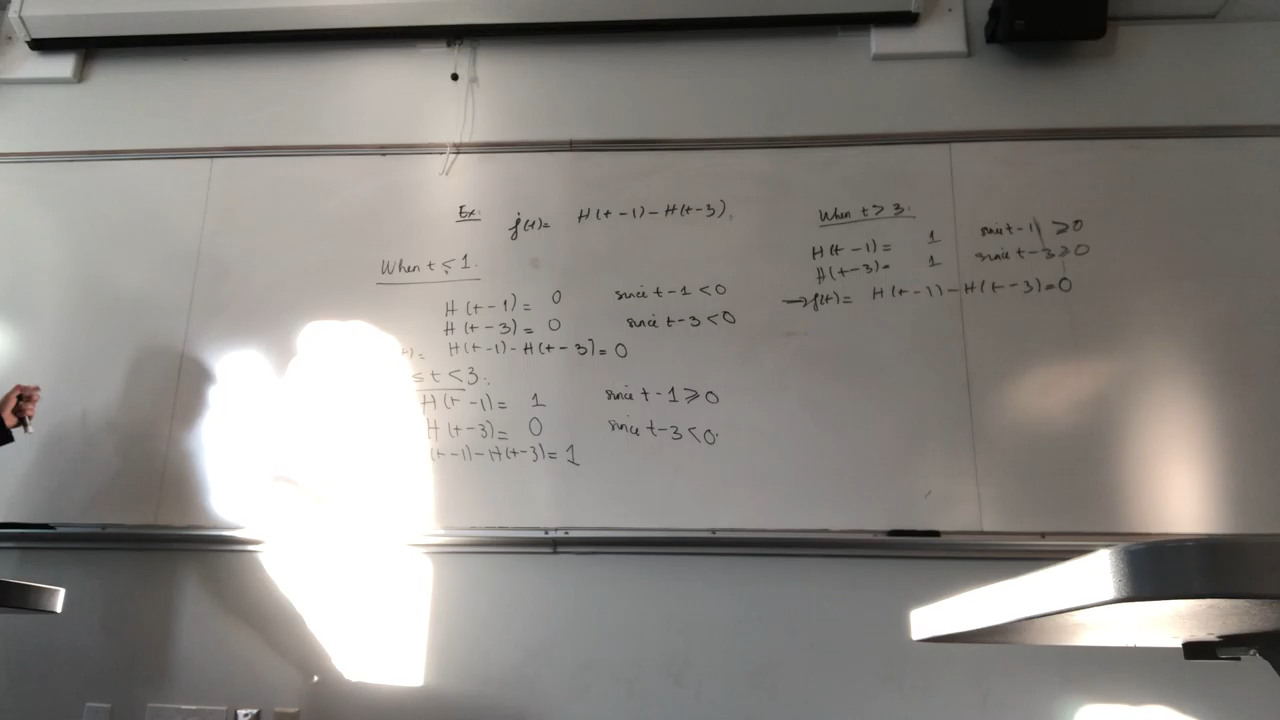 Ex: f(t)= H(t-1)-H(t-3).
When t ≤ 1.
H(t-1)= 0 since t-1 < 0
H(t-3)= 0 since t-3 < 0
)= H(t-1)-H(t-3)=0
≤ t < 3.
H(t-1)= 1 since t-1 ⩾ 0
H(t-3)= 0 since t-3 < 0.
(t-1)-H(t-3)= 1
When t > 3.
H(t-1)= 1 since t-1 ⩾0
H(t-3)= 1 since t-3⩾0
→f(t)= H(t-1)-H(t-3)=0